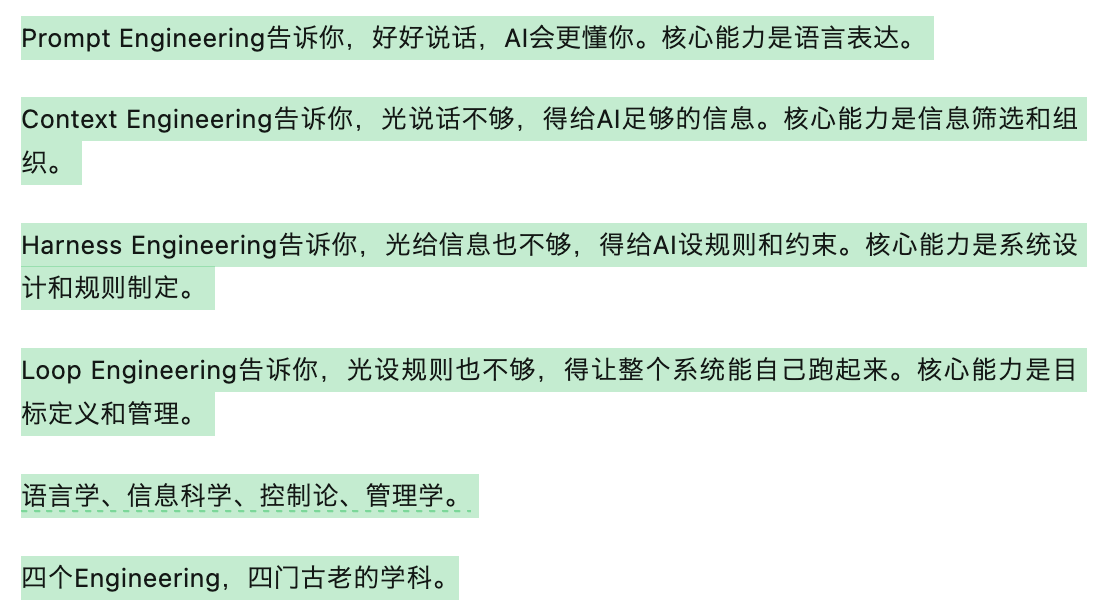 Prompt Engineering告诉你，好好说话，AI会更懂你。核心能力是语言表达。
Context Engineering告诉你，光说话不够，得给AI足够的信息。核心能力是信息筛选和组
织。
Harness Engineering告诉你，光给信息也不够，得给AI设规则和约束。核心能力是系统设
计和规则制定。
Loop Engineering告诉你，光设规则也不够，得让整个系统能自己跑起来。核心能力是目
标定义和管理。
语言学、信息科学、控制论、管理学。
四个Engineering，四门古老的学科。